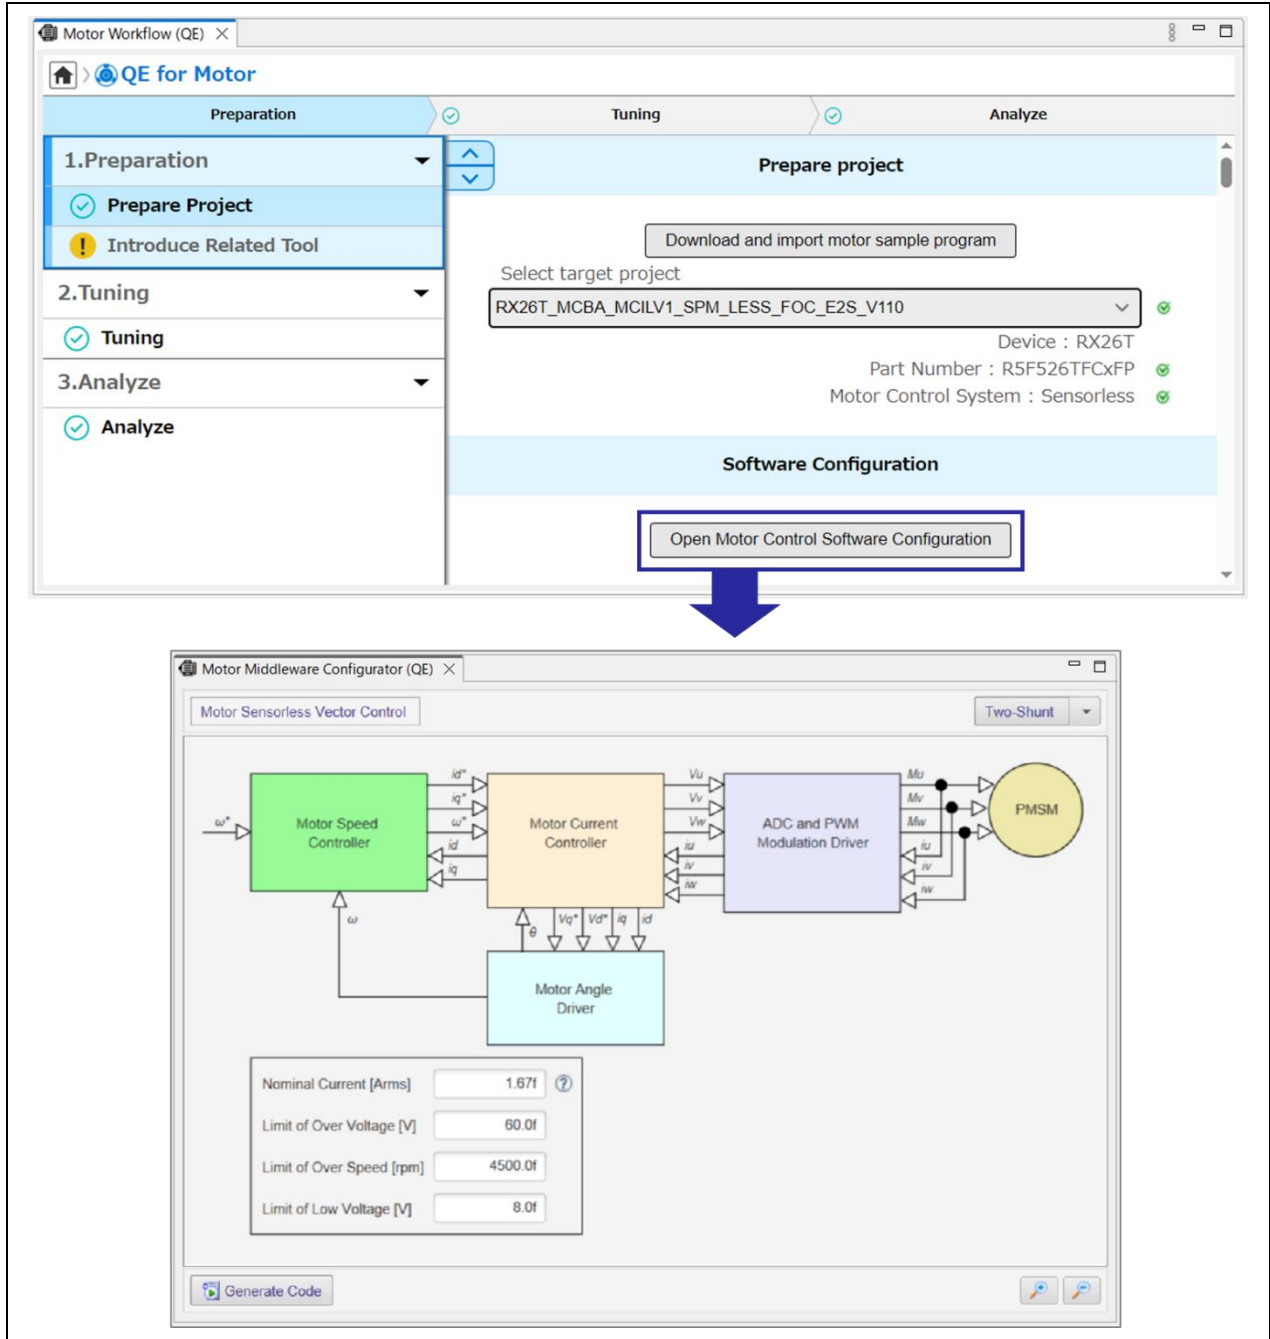 Motor Workflow (QE)
QE for Motor
Preparation
Tuning
Analyze
1.Preparation
Prepare Project
Introduce Related Tool
2.Tuning
Tuning
3.Analyze
Analyze
Prepare project
Download and import motor sample program
Select target project
RX26T_MCBA_MCILV1_SPM_LESS_FOC_E2S_V110
Device : RX26T
Part Number : R5F526TFCxFP
Motor Control System : Sensorless
Software Configuration
Open Motor Control Software Configuration
Motor Middleware Configurator (QE)
Motor Sensorless Vector Control
Two-Shunt
ω*
Motor Speed
Controller
id*
iq*
ω*
id
iq
Motor Current
Controller
Vu
Vv
Vw
iu
iv
iw
ADC and PWM
Modulation Driver
Mu
Mv
Mw
iu
iv
iw
PMSM
ω
θ
Vq*
Vd*
iq
id
Motor Angle
Driver
Nominal Current [Arms] 1.67f
Limit of Over Voltage [V] 60.0f
Limit of Over Speed [rpm] 4500.0f
Limit of Low Voltage [V] 8.0f
Generate Code